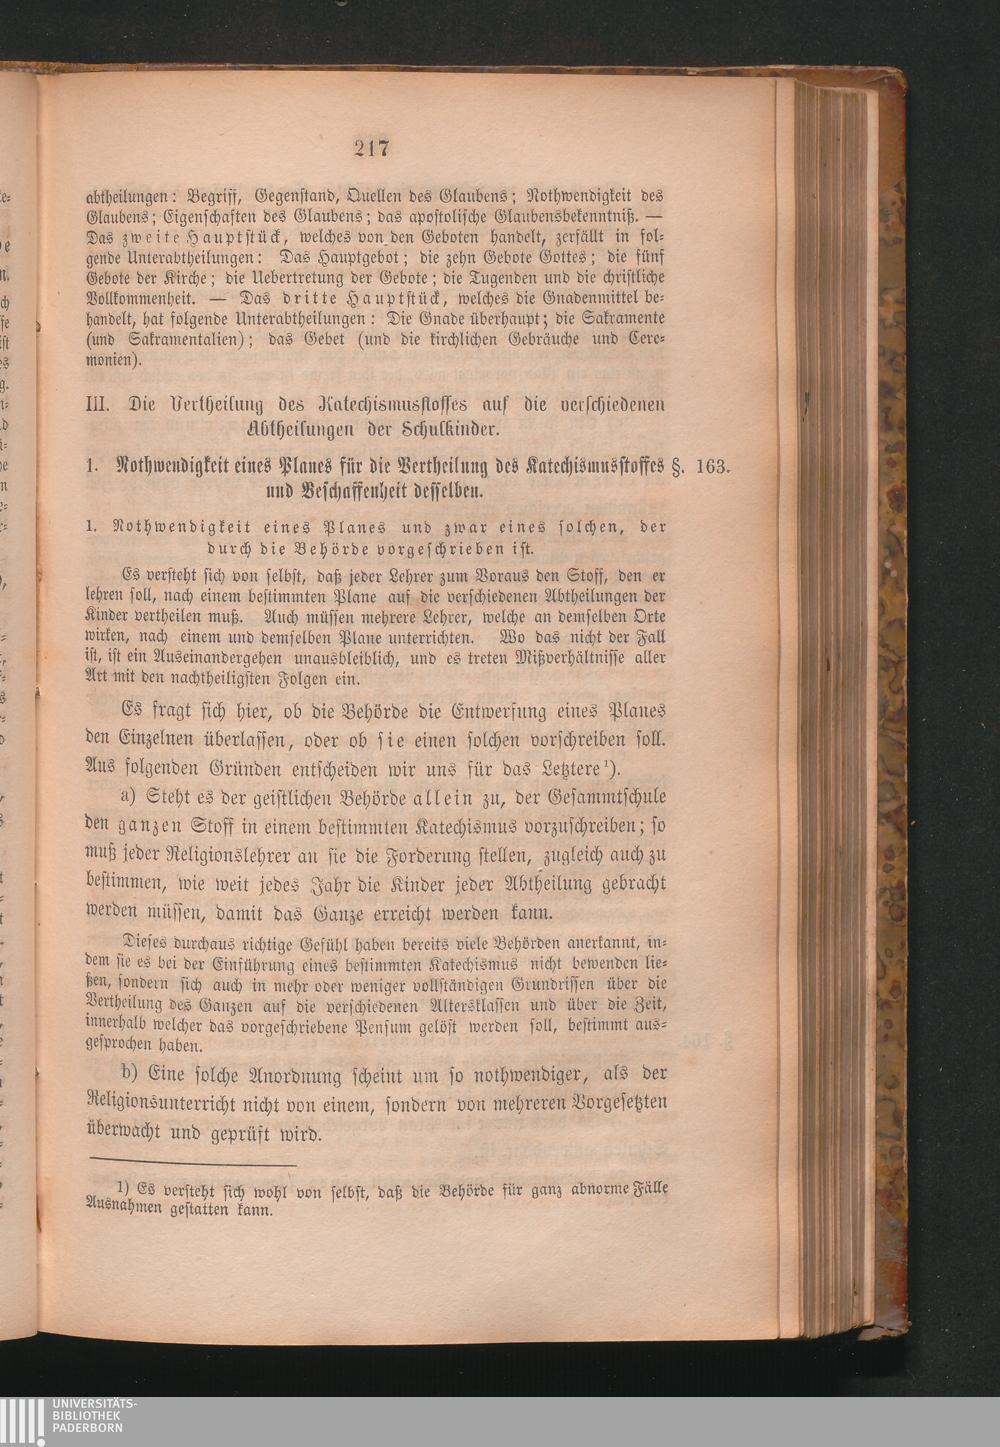 217
abtheilungen: Begriff, Gegenstand, Quellen des Glaubens; Nothwendigkeit des
Glaubens; Eigenschaften des Glaubens; das apostolische Glaubensbekenntniß. —
Das zweite Hauptstück, welches von den Geboten handelt, zerfällt in fol-
gende Unterabtheilungen: Das Hauptgebot; die zehn Gebote Gottes; die fünf
Gebote der Kirche; die Uebertretung der Gebote; die Tugenden und die christliche
Vollkommenheit. — Das dritte Hauptstück, welches die Gnadenmittel be-
handelt, hat folgende Unterabtheilungen: Die Gnade überhaupt; die Sakramente
(und Sakramentalien); das Gebet (und die kirchlichen Gebräuche und Cere-
monien).
III. Die Vertheilung des Katechismusstoffes auf die verschiedenen
Abtheilungen der Schulkinder.
1. Nothwendigkeit eines Planes für die Vertheilung des Katechismusstoffes §. 163.
und Beschaffenheit desselben.
1. Nothwendigkeit eines Planes und zwar eines solchen, der
durch die Behörde vorgeschrieben ist.
Es versteht sich von selbst, daß jeder Lehrer zum Voraus den Stoff, den er
lehren soll, nach einem bestimmten Plane auf die verschiedenen Abtheilungen der
Kinder vertheilen muß. Auch müssen mehrere Lehrer, welche an demselben Orte
wirken, nach einem und demselben Plane unterrichten. Wo das nicht der Fall
ist, ist ein Auseinandergehen unausbleiblich, und es treten Mißverhältnisse aller
Art mit den nachtheiligsten Folgen ein.
Es fragt sich hier, ob die Behörde die Entwerfung eines Planes
den Einzelnen überlassen, oder ob sie einen solchen vorschreiben soll.
Aus folgenden Gründen entscheiden wir uns für das Letztere¹).
a) Steht es der geistlichen Behörde allein zu, der Gesammtschule
den ganzen Stoff in einem bestimmten Katechismus vorzuschreiben; so
muß jeder Religionslehrer an sie die Forderung stellen, zugleich auch zu
bestimmen, wie weit jedes Jahr die Kinder jeder Abtheilung gebracht
werden müssen, damit das Ganze erreicht werden kann.
Dieses durchaus richtige Gefühl haben bereits viele Behörden anerkannt, in-
dem sie es bei der Einführung eines bestimmten Katechismus nicht bewenden lie-
ßen, sondern sich auch in mehr oder weniger vollständigen Grundrissen über die
Vertheilung des Ganzen auf die verschiedenen Altersklassen und über die Zeit,
innerhalb welcher das vorgeschriebene Pensum gelöst werden soll, bestimmt aus-
gesprochen haben.
b) Eine solche Anordnung scheint um so nothwendiger, als der
Religionsunterricht nicht von einem, sondern von mehreren Vorgesetzten
überwacht und geprüft wird.
1) Es versteht sich wohl von selbst, daß die Behörde für ganz abnorme Fälle
Ausnahmen gestatten kann.
UNIVERSITÄTS-
BIBLIOTHEK
PADERBORN